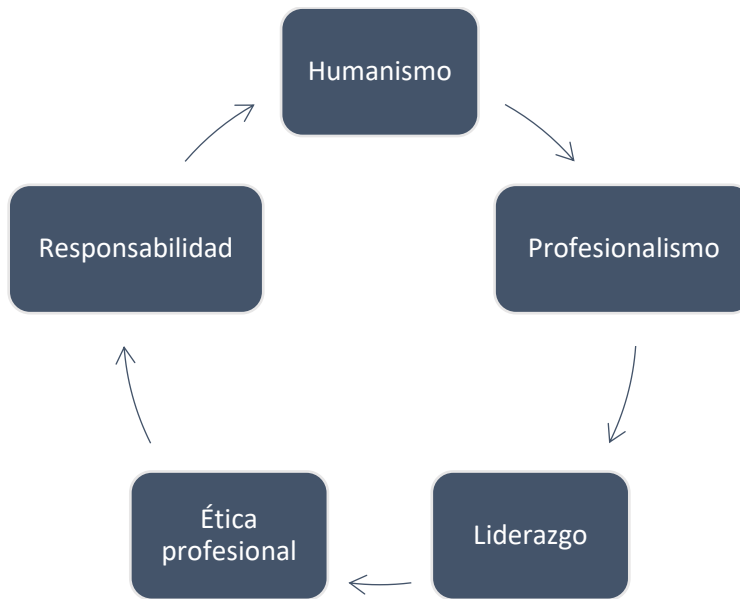 Humanismo
Profesionalismo
Liderazgo
Ética
profesional
Responsabilidad